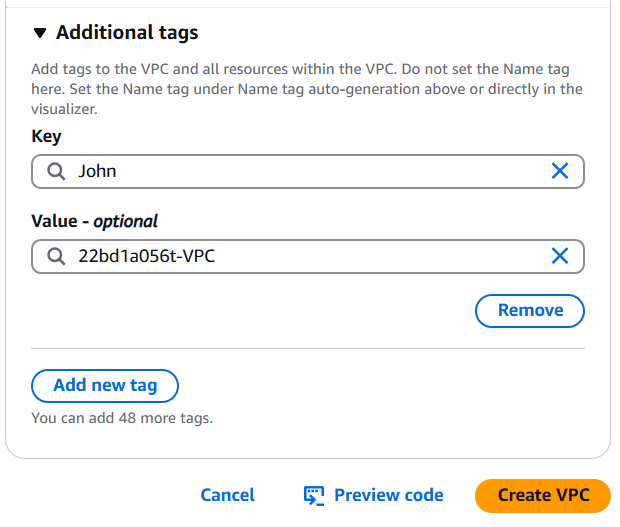 Additional tags
Add tags to the VPC and all resources within the VPC. Do not set the Name tag
here. Set the Name tag under Name tag auto-generation above or directly in the
visualizer.
Key
John
Value - optional
22bd1a056t-VPC
Remove
Add new tag
You can add 48 more tags.
Cancel
Preview code
Create VPC